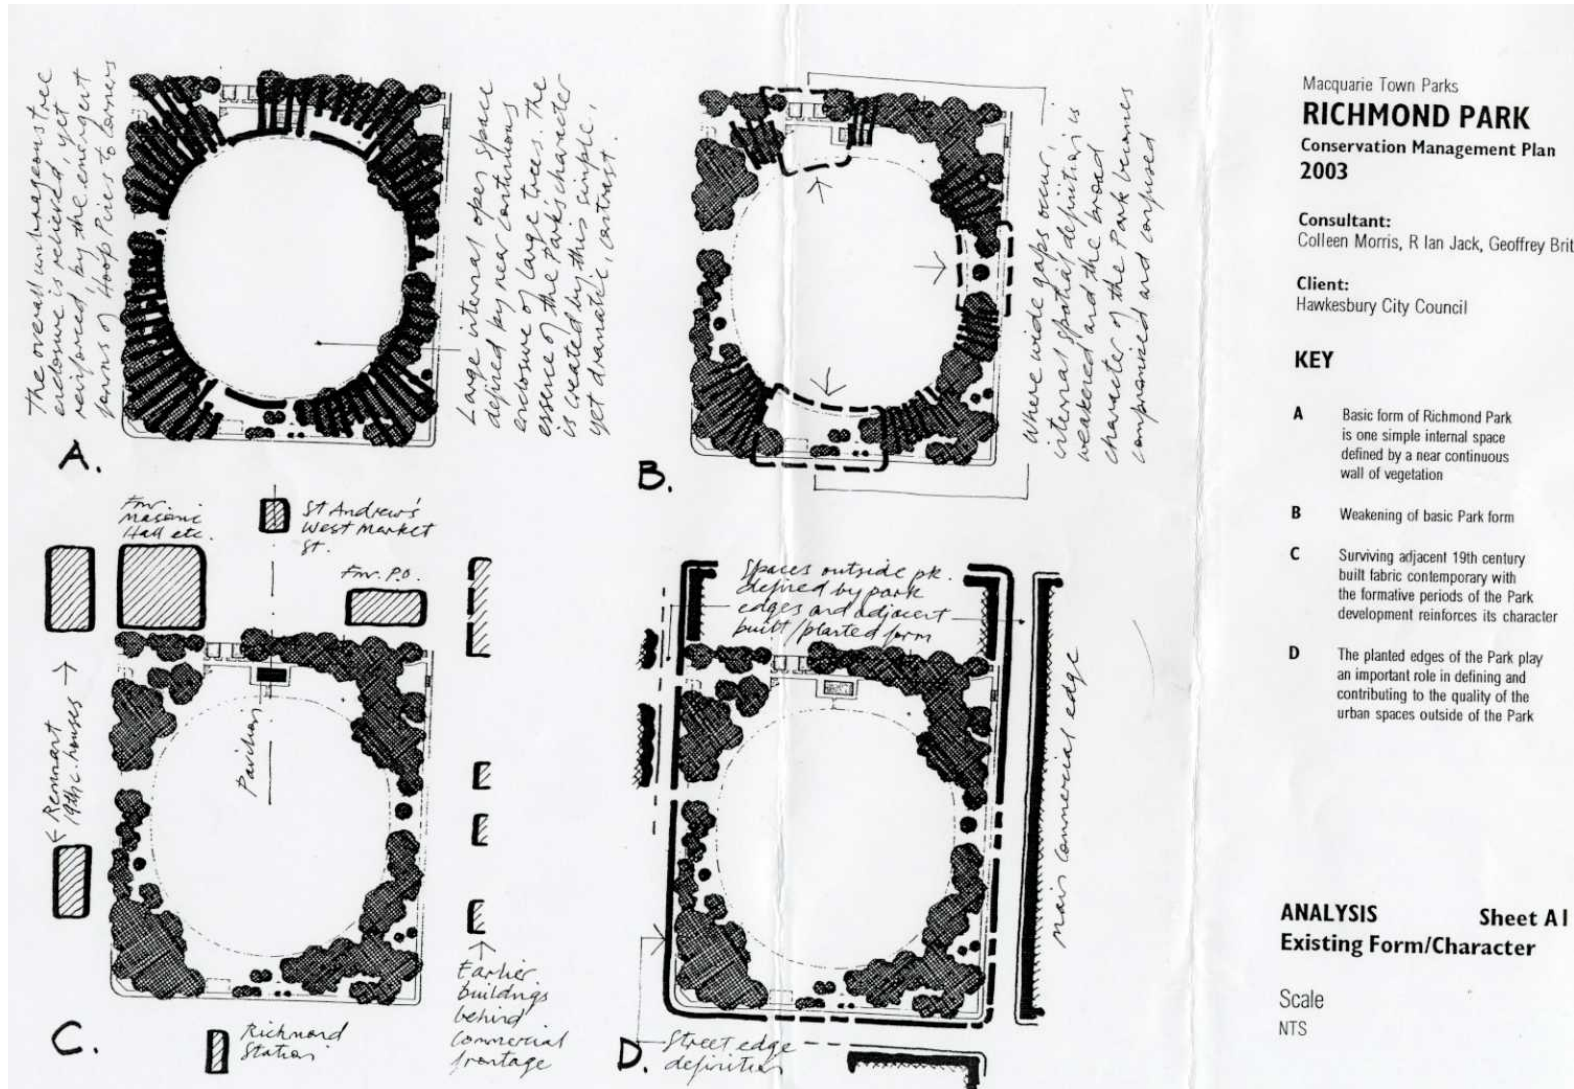 The overall umbrageous tree
enclosure is relieved, yet
reinforced, by the emergent
forms of Hoop Pines to corners
A.
Large internal open space
defined by near continuous
enclosure of large trees. The
essence of the Park's character
is created by this simple,
yet dramatic, contrast.
B.
Where wide gaps occur,
internal spatial definition is
weakened and the broad
character of the Park becomes
compromised and confused
Fmr.
Masonic
Hall etc.
St Andrew's
West Market
St.
Fmr. P.O.
← Remnant →
19th c. houses
Pavilion
C.
Richmond
Station
Earlier
buildings
behind
commercial
frontage
Spaces outside pk.
defined by park
edges and adjacent
built/planted form
main commercial edge
D.
Street edge
definition
Macquarie Town Parks
RICHMOND PARK
Conservation Management Plan
2003
Consultant:
Colleen Morris, R Ian Jack, Geoffrey Brit
Client:
Hawkesbury City Council
KEY
A Basic form of Richmond Park
is one simple internal space
defined by a near continuous
wall of vegetation
B Weakening of basic Park form
C Surviving adjacent 19th century
built fabric contemporary with
the formative periods of the Park
development reinforces its character
D The planted edges of the Park play
an important role in defining and
contributing to the quality of the
urban spaces outside of the Park
ANALYSIS Sheet A1
Existing Form/Character
Scale
NTS